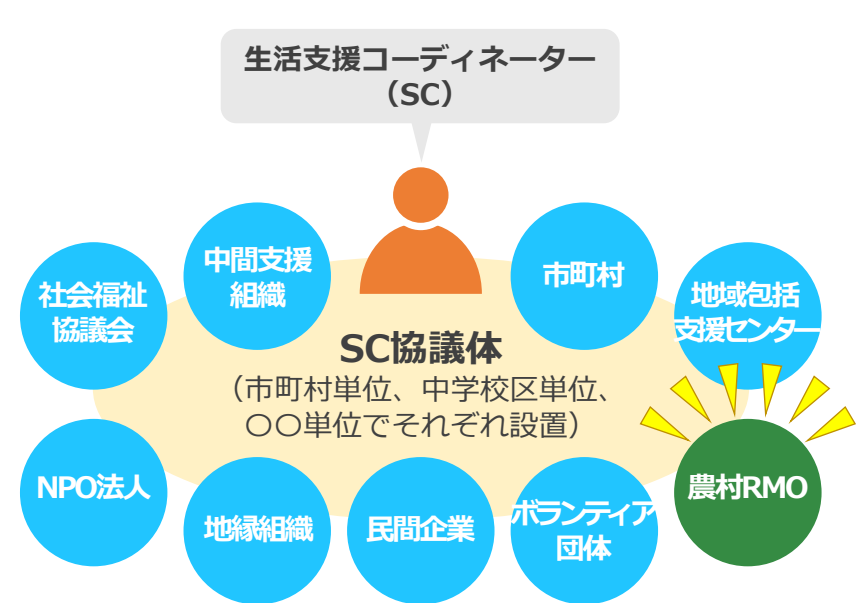 生活支援コーディネーター
（SC）
中間支援
組織
市町村
社会福祉
協議会
地域包括
支援センター
SC協議体
（市町村単位、中学校区単位、
〇〇単位でそれぞれ設置）
NPO法人
地縁組織
民間企業
ボランティア
団体
農村RMO